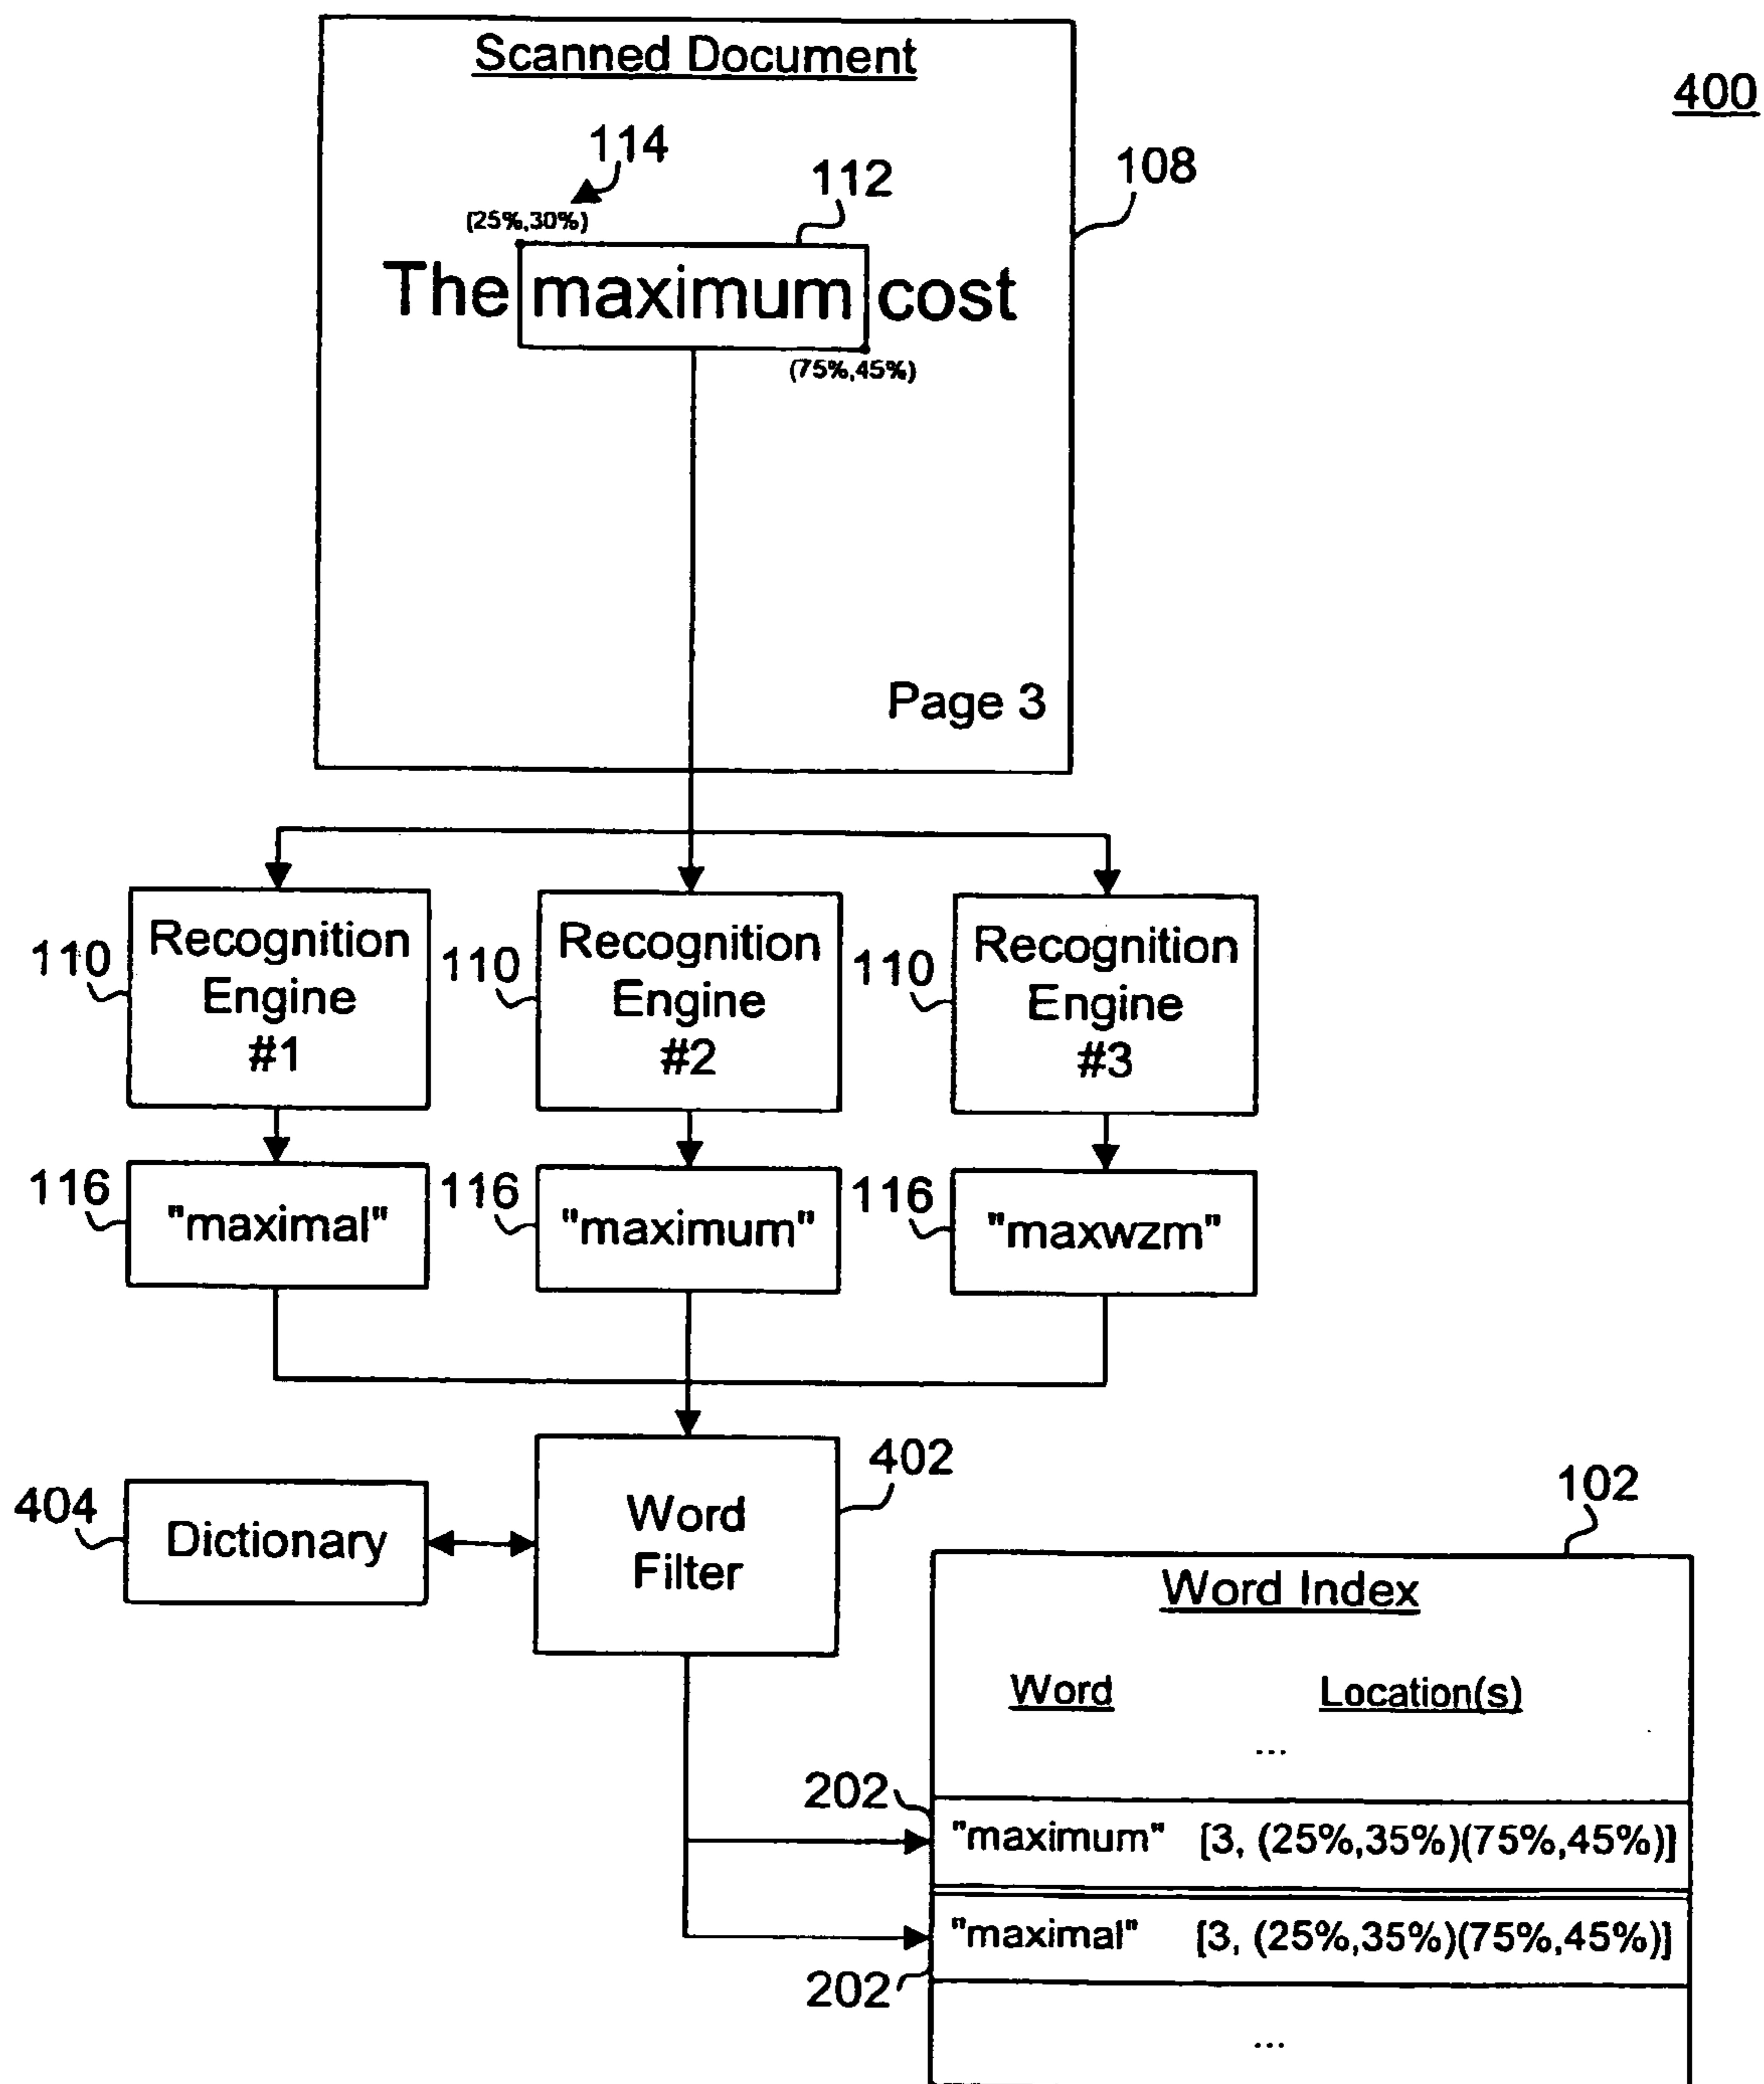 Scanned Document
400
114
112
108
(25%,30%)
The maximum cost
(75%,45%)
Page 3
110
Recognition
Engine
#1
110
Recognition
Engine
#2
110
Recognition
Engine
#3
116
"maximal"
116
"maximum"
116
"maxwzm"
402
404
Dictionary
Word
Filter
102
Word Index
Word Location(s)
...
202
"maximum" [3, (25%,35%)(75%,45%)]
"maximal" [3, (25%,35%)(75%,45%)]
202
...